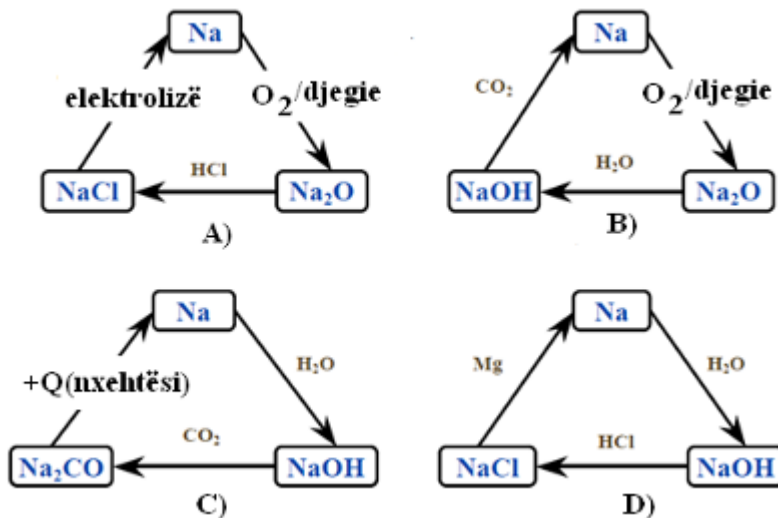 Na
elektrolizë
O2/djegie
NaCl
HCl
Na2O
A)
Na
CO2
O2/djegie
NaOH
H2O
Na2O
B)
Na
+Q(nxehtësi)
H2O
Na2CO
CO2
NaOH
C)
Na
Mg
H2O
NaCl
HCl
NaOH
D)